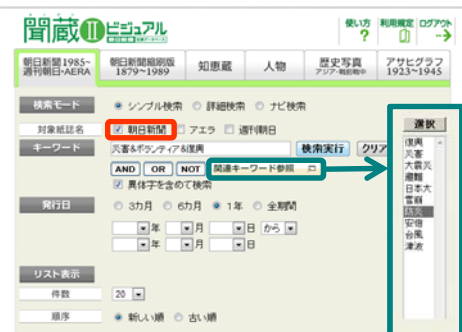 聞蔵Ⅱビジュアル
使い方 ? 利用規定 ログアウト
朝日新聞1985~ 週刊朝日・AERA
朝日新聞縮刷版 1879~1989
知恵蔵
人物
歴史写真 アジア・戦前戦中
アサヒグラフ 1923~1945
検索モード シンプル検索 詳細検索 ナビ検索
対象紙誌名 朝日新聞 アエラ 週刊朝日
キーワード 災害&ボランティア&復興 検索実行 クリア
AND OR NOT 関連キーワード参照
異体字を含めて検索
発行日 3カ月 6カ月 1年 全期間
年 月 日 から
年 月 日
リスト表示
件数 20
順序 新しい順 古い順
選択
復興
災害
大震災
避難
日本大
雪崩
防災
安倍
台風
津波